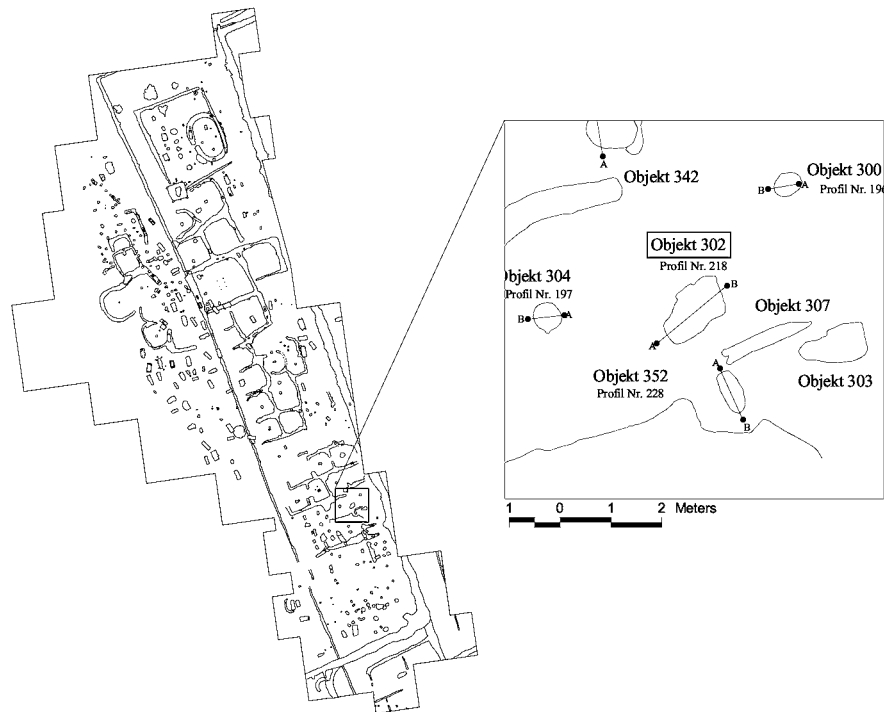 A
Objekt 342
Objekt 300
B A
Profil Nr. 196
Objekt 302
Profil Nr. 218
Objekt 304
Profil Nr. 197
B
B A
Objekt 307
A
Objekt 352
A
Profil Nr. 228
Objekt 303
B
1 0 1 2 Meters